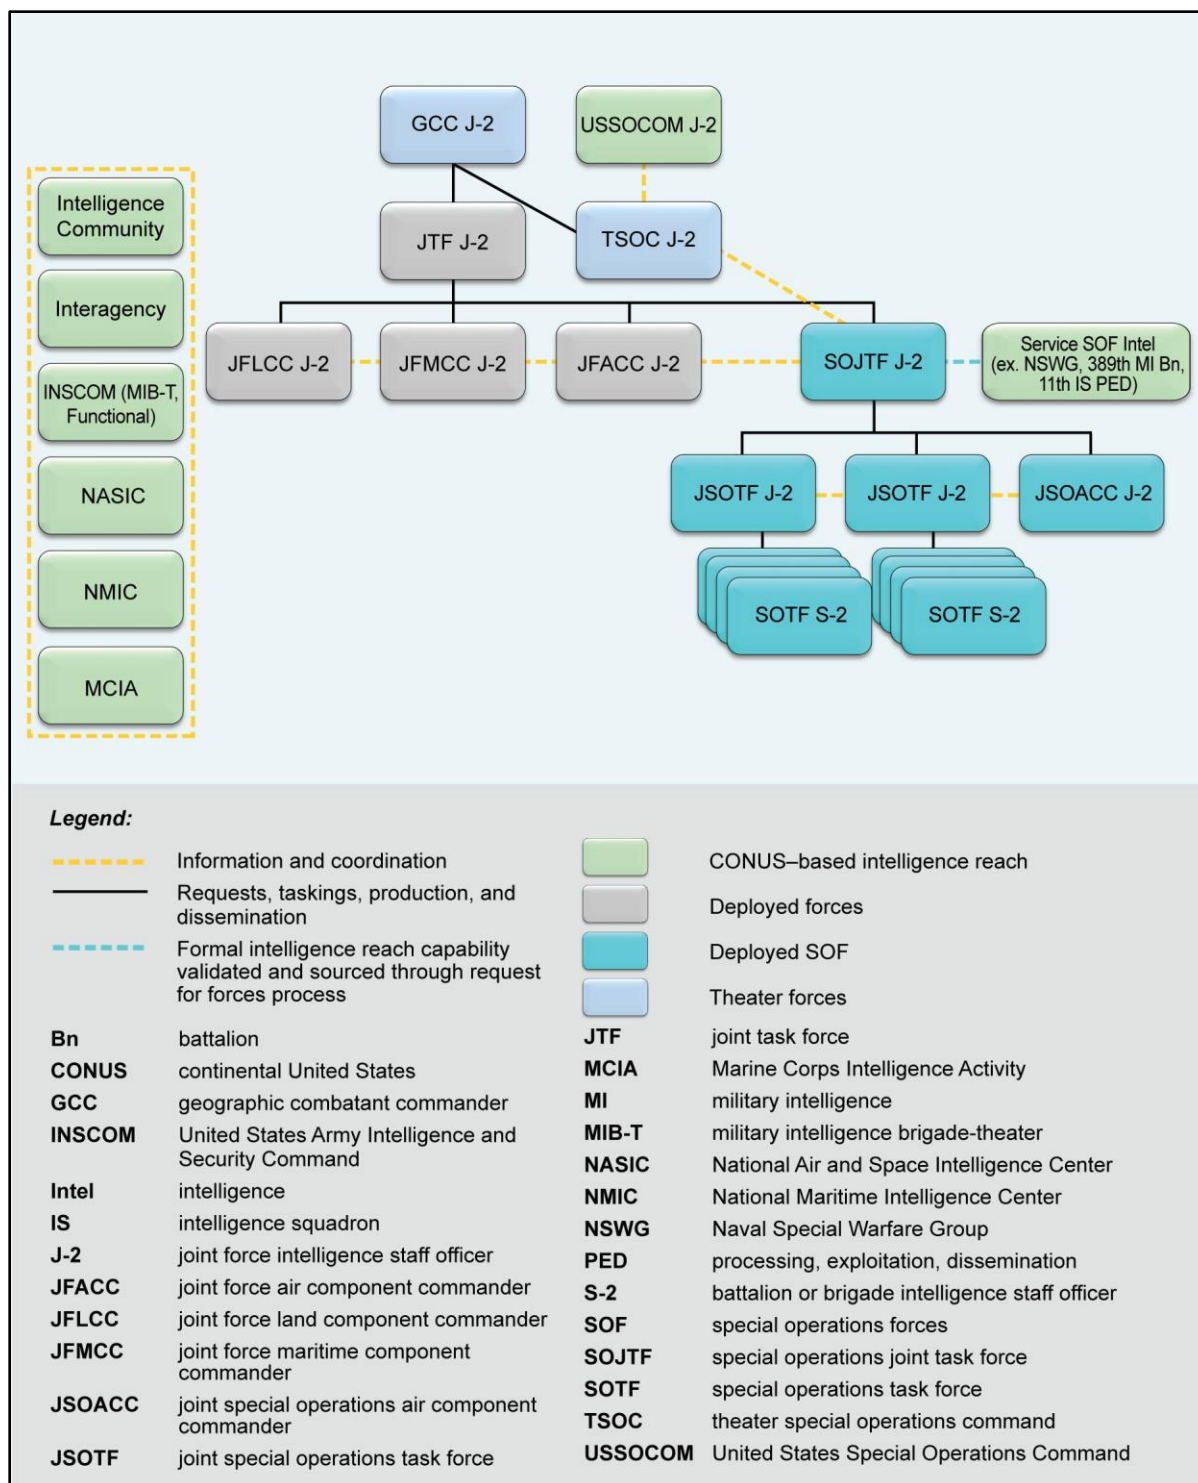 GCC J-2
USSOCOM J-2
Intelligence
Community
JTF J-2
TSOC J-2
Interagency
JFLCC J-2
JFMCC J-2
JFACC J-2
SOJTF J-2
Service SOF Intel
(ex. NSWG, 389th MI Bn,
11th IS PED)
INSCOM (MIB-T,
Functional)
NASIC
JSOTF J-2
JSOTF J-2
JSOACC J-2
NMIC
SOTF S-2
SOTF S-2
MCIA
Legend:
Information and coordination
Requests, taskings, production, and
dissemination
Formal intelligence reach capability
validated and sourced through request
for forces process
CONUS–based intelligence reach
Deployed forces
Deployed SOF
Theater forces
Bn battalion
CONUS continental United States
GCC geographic combatant commander
INSCOM United States Army Intelligence and
Security Command
Intel intelligence
IS intelligence squadron
J-2 joint force intelligence staff officer
JFACC joint force air component commander
JFLCC joint force land component commander
JFMCC joint force maritime component
commander
JSOACC joint special operations air component
commander
JSOTF joint special operations task force
JTF joint task force
MCIA Marine Corps Intelligence Activity
MI military intelligence
MIB-T military intelligence brigade-theater
NASIC National Air and Space Intelligence Center
NMIC National Maritime Intelligence Center
NSWG Naval Special Warfare Group
PED processing, exploitation, dissemination
S-2 battalion or brigade intelligence staff officer
SOF special operations forces
SOJTF special operations joint task force
SOTF special operations task force
TSOC theater special operations command
USSOCOM United States Special Operations Command